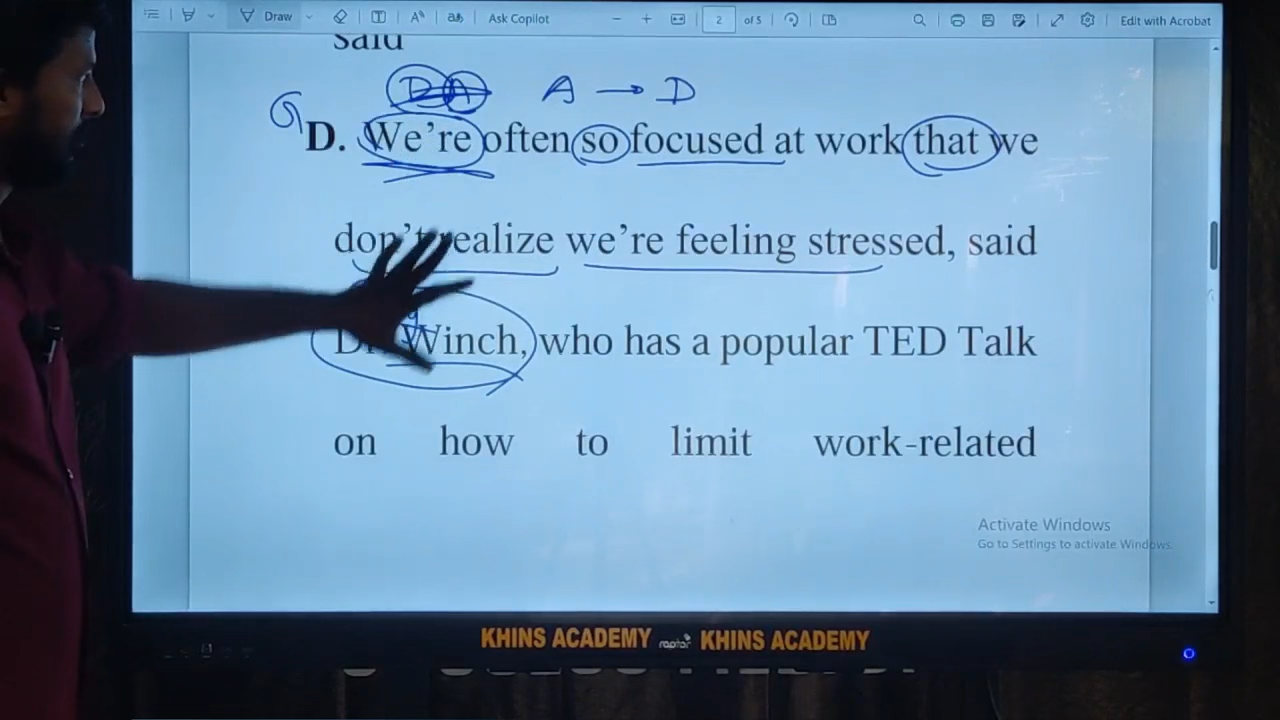 Draw
Ask Copilot
2 of 5
Edit with Acrobat
said
D A A → D
D. We're often so focused at work that we
don't realize we're feeling stressed, said
Dr. Winch, who has a popular TED Talk
on how to limit work-related
Activate Windows
Go to Settings to activate Windows.
KHINS ACADEMY raptor KHINS ACADEMY